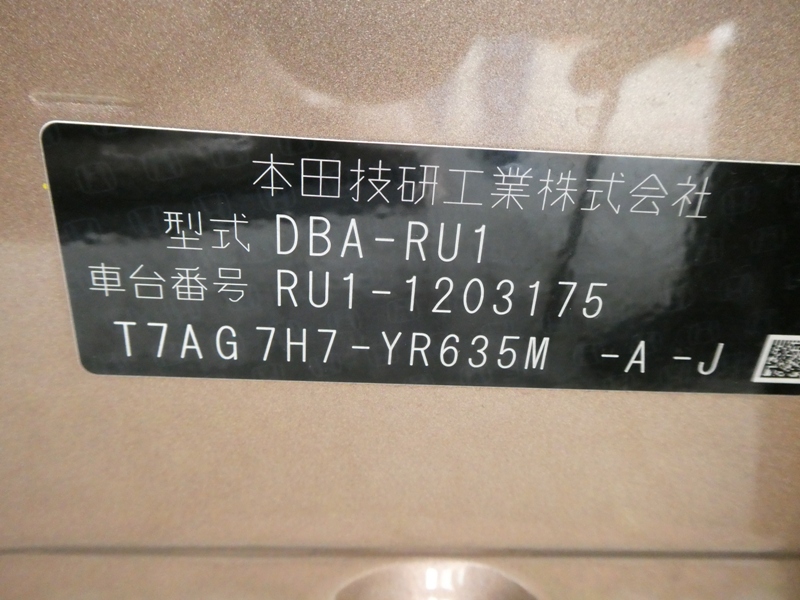 本田技研工業株式会社
型式 DBA-RU1
車台番号 RU1-1203175
T7AG7H7-YR635M -A -J